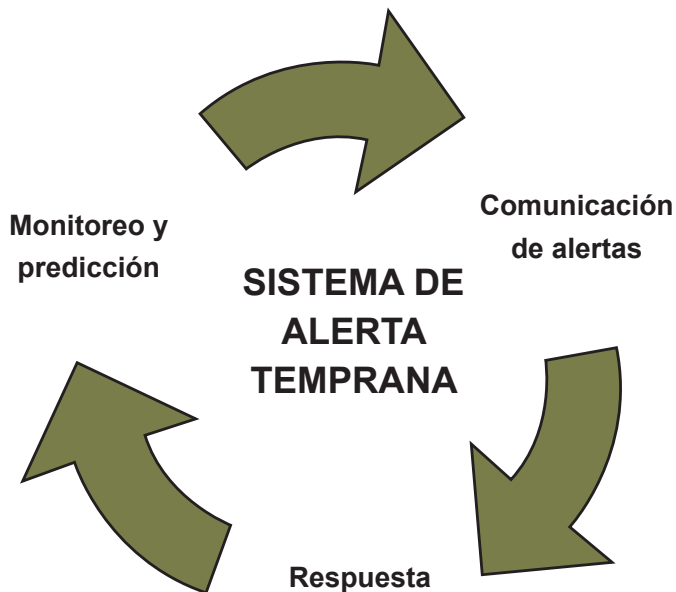 Monitoreo y
predicción
Comunicación
de alertas
SISTEMA DE
ALERTA
TEMPRANA
Respuesta